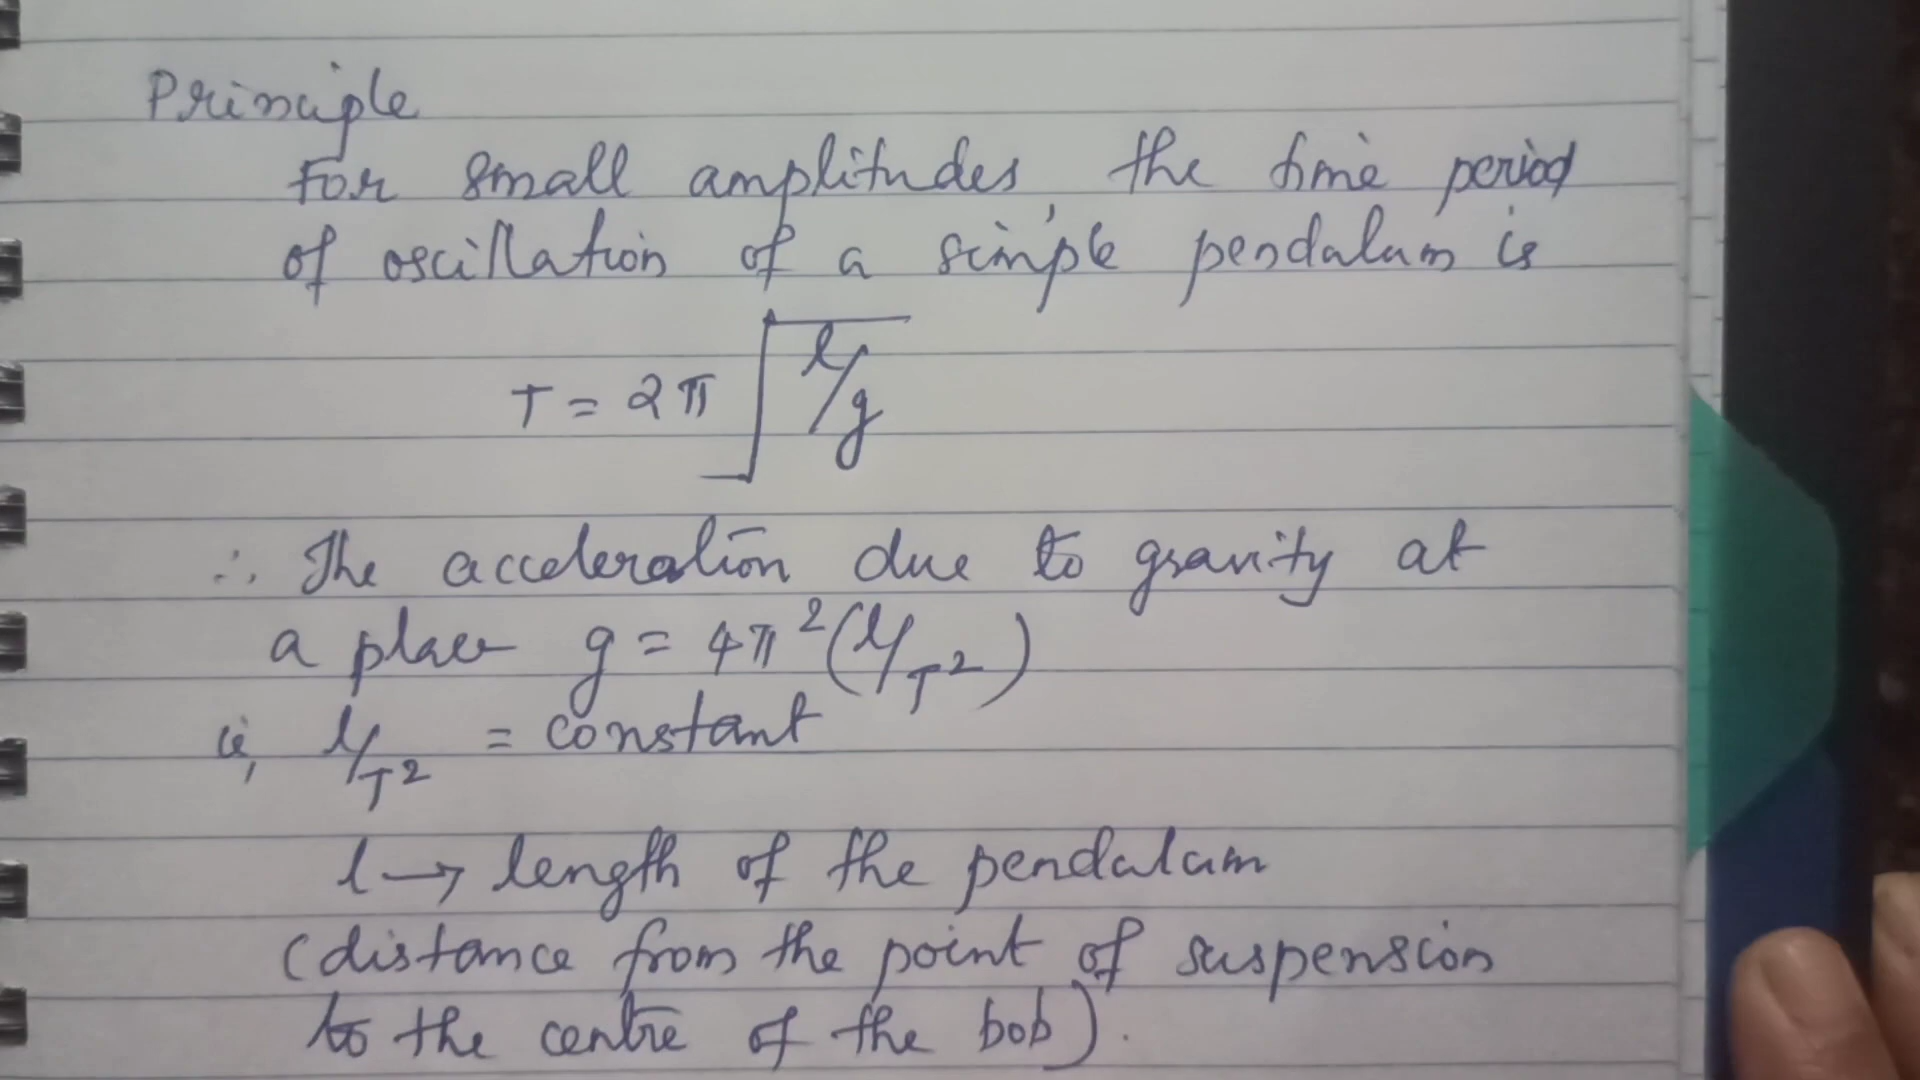 Principle
For small amplitudes, the time period
of oscillation of a simple pendalum is
T = 2π √l/g
∴ The acceleration due to gravity at
a place g = 4π²(l/T²)
ie, l/T² = constant
l → length of the pendalam
(distance from the point of suspension
to the centre of the bob).